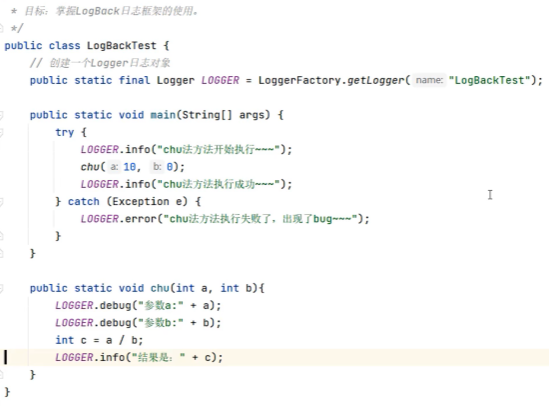 * 目标：掌握LogBack日志框架的使用。
*/
public class LogBackTest {
// 创建一个Logger日志对象
public static final Logger LOGGER = LoggerFactory.getLogger( name: "LogBackTest");
public static void main(String[] args) {
try {
LOGGER.info("chu法方法开始执行~~~");
chu( a: 10, b: 0);
LOGGER.info("chu法方法执行成功~~~");
} catch (Exception e) {
LOGGER.error("chu法方法执行失败了，出现了bug~~~");
}
}
public static void chu(int a, int b){
LOGGER.debug("参数a:" + a);
LOGGER.debug("参数b:" + b);
int c = a / b;
LOGGER.info("结果是：" + c);
}
}